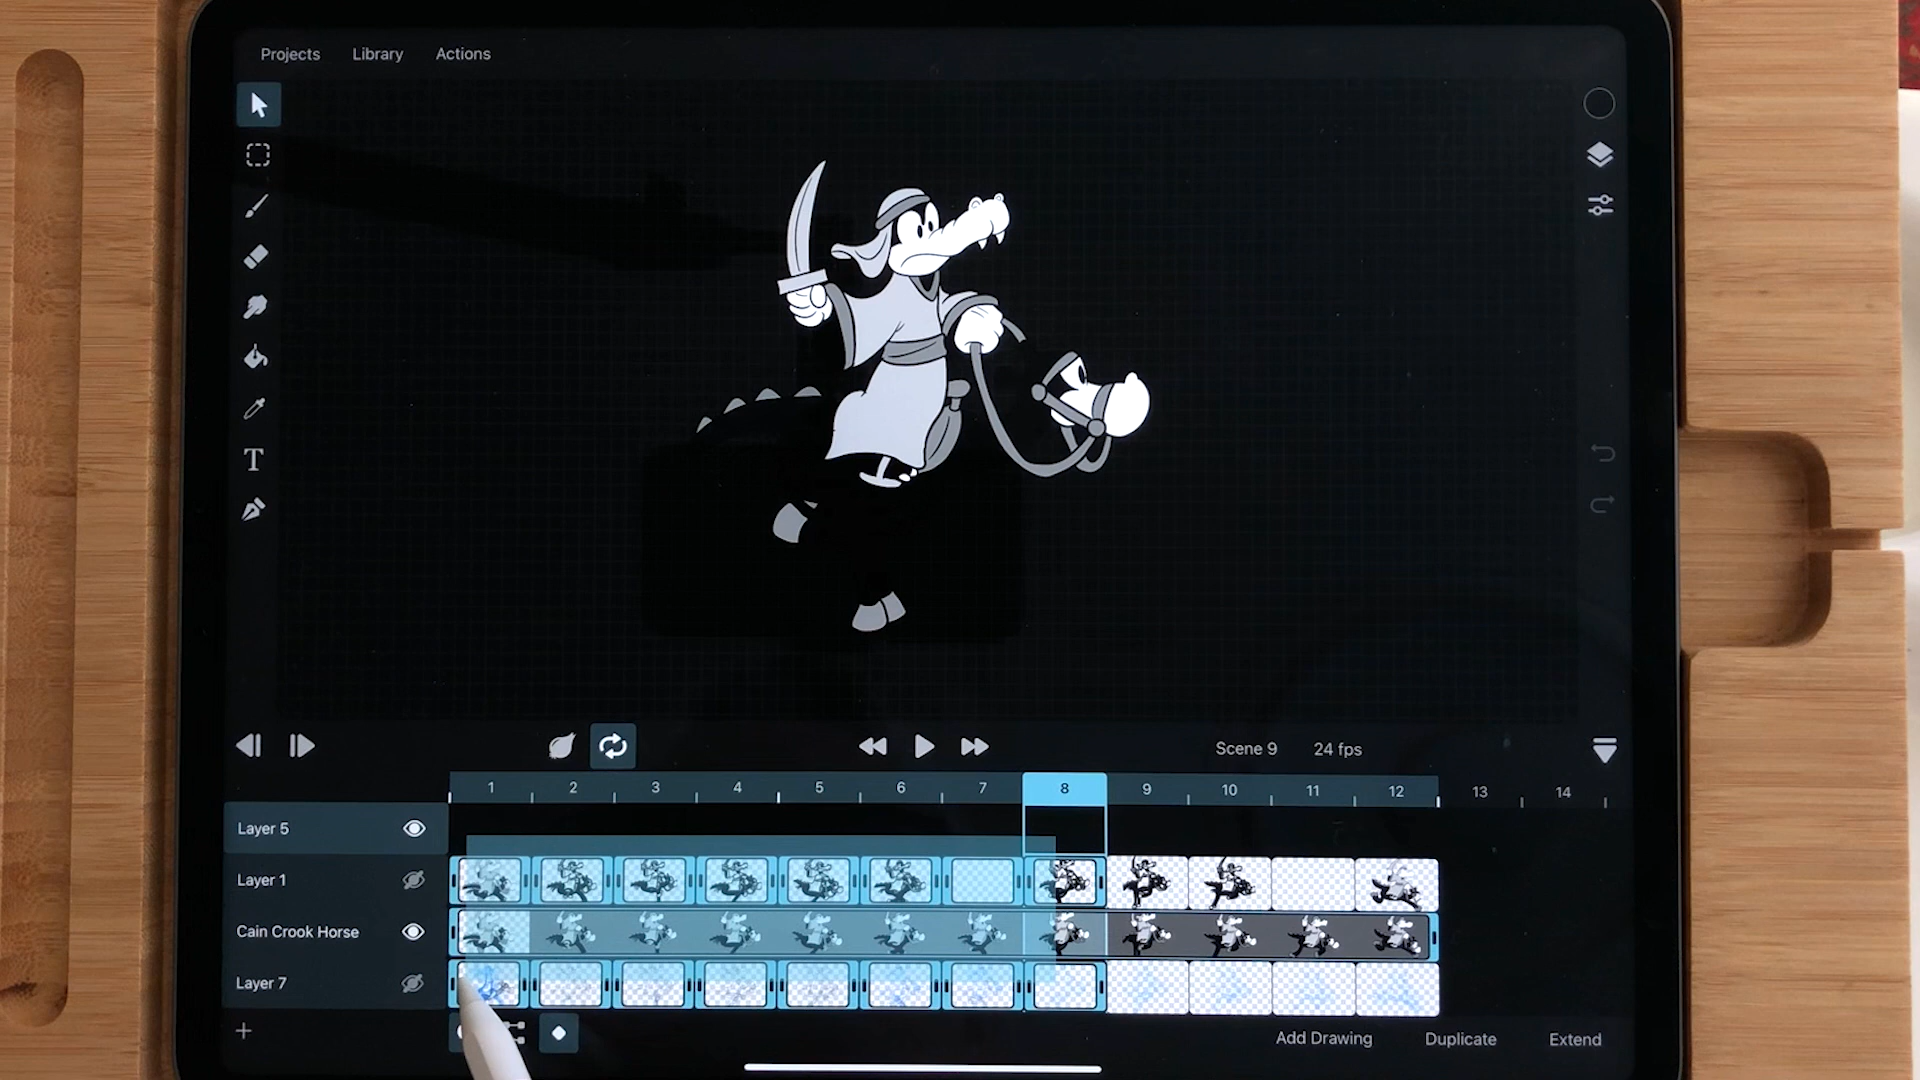 Projects Library Actions
T
Scene 9 24 fps
1 2 3 4 5 6 7 8 9 10 11 12 13 14
Layer 5
Layer 1
Cain Crook Horse
Layer 7
Add Drawing Duplicate Extend